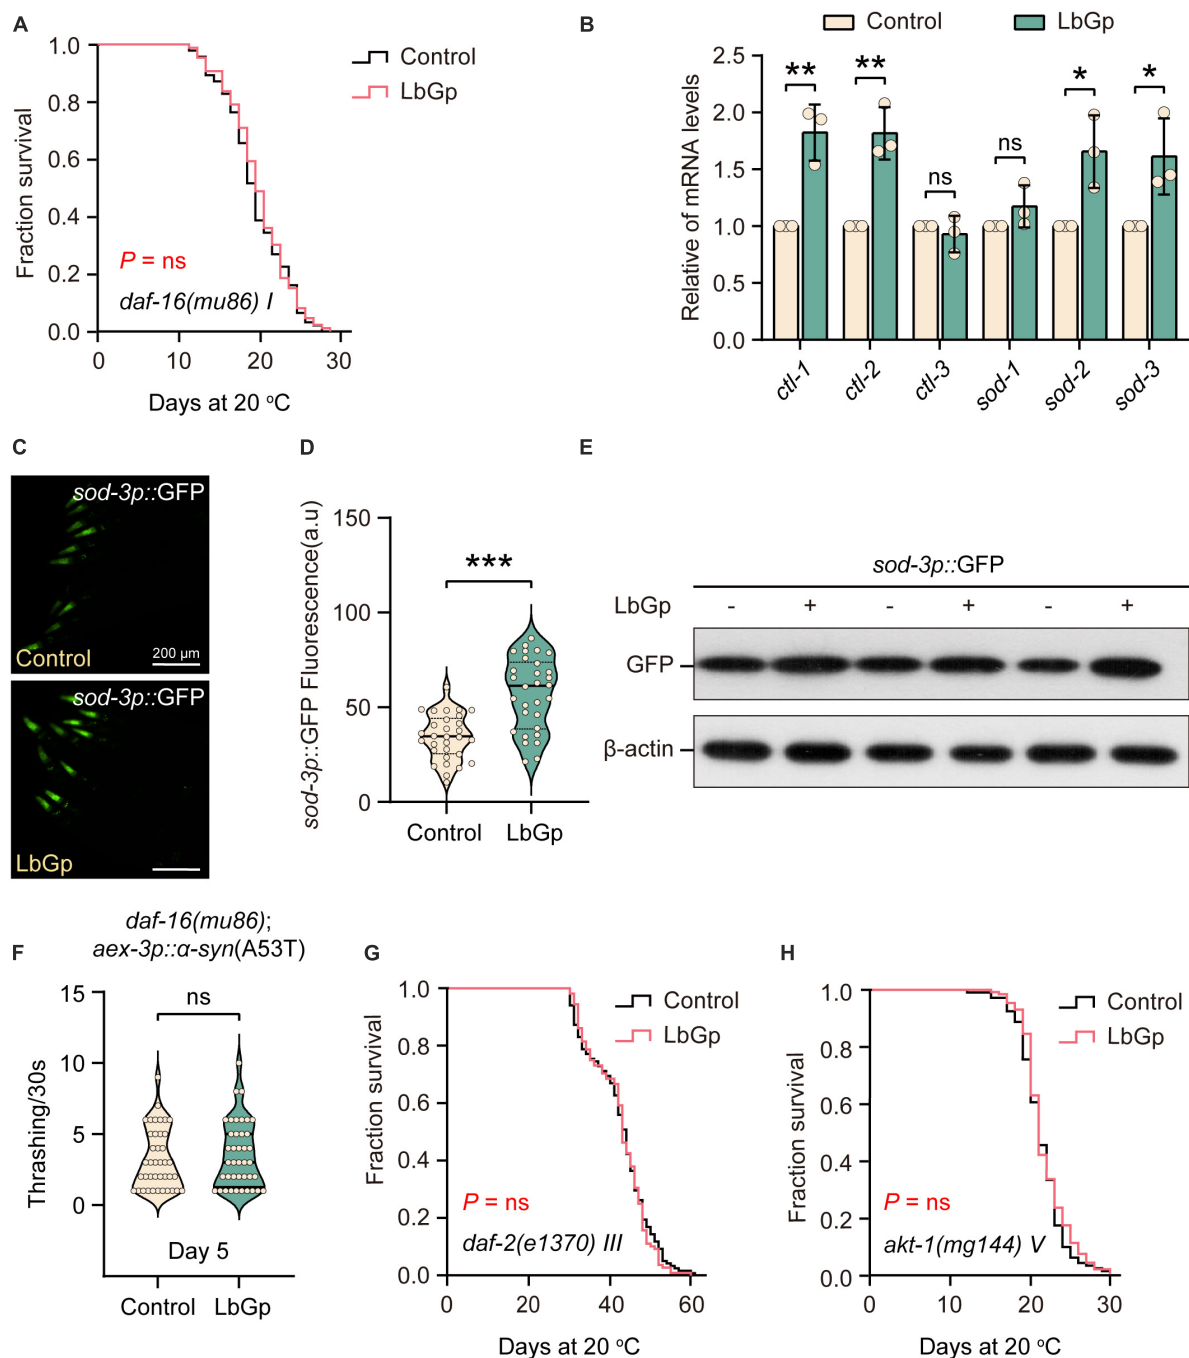 A
Control
LbGp
Fraction survival
1.0
0.8
0.6
0.4
0.2
0.0
P = ns
daf-16(mu86) I
0
10
20
30
Days at 20 °C
B
Control
LbGp
Relative of mRNA levels
2.5
2.0
1.5
1.0
0.5
0.0
**
**
ns
ns
*
*
ctl-1
ctl-2
ctl-3
sod-1
sod-2
sod-3
C
sod-3p::GFP
Control
200 μm
sod-3p::GFP
LbGp
D
sod-3p::GFP Fluorescence(a.u)
150
100
50
0
***
Control
LbGp
E
sod-3p::GFP
LbGp - + - + - +
GFP
β-actin
F
daf-16(mu86);
aex-3p::α-syn(A53T)
Thrashing/30s
15
10
5
0
ns
Day 5
Control
LbGp
G
Control
LbGp
Fraction survival
1.0
0.8
0.6
0.4
0.2
0.0
P = ns
daf-2(e1370) III
0
20
40
60
Days at 20 °C
H
Control
LbGp
Fraction survival
1.0
0.8
0.6
0.4
0.2
0.0
P = ns
akt-1(mg144) V
0
10
20
30
Days at 20 °C